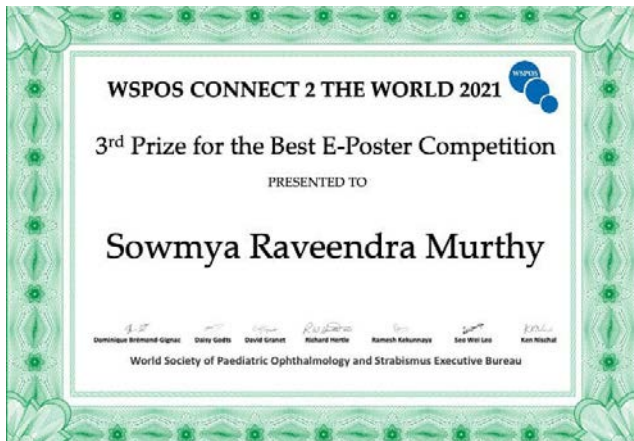 WSPOS CONNECT 2 THE WORLD 2021
WSPOS
3rd Prize for the Best E-Poster Competition
PRESENTED TO
Sowmya Raveendra Murthy
Dominique Brémond-Gignac Daisy Godts David Granet Richard Hertle Ramesh Kekunnaya Seo Wei Leo Ken Nischal
World Society of Paediatric Ophthalmology and Strabismus Executive Bureau